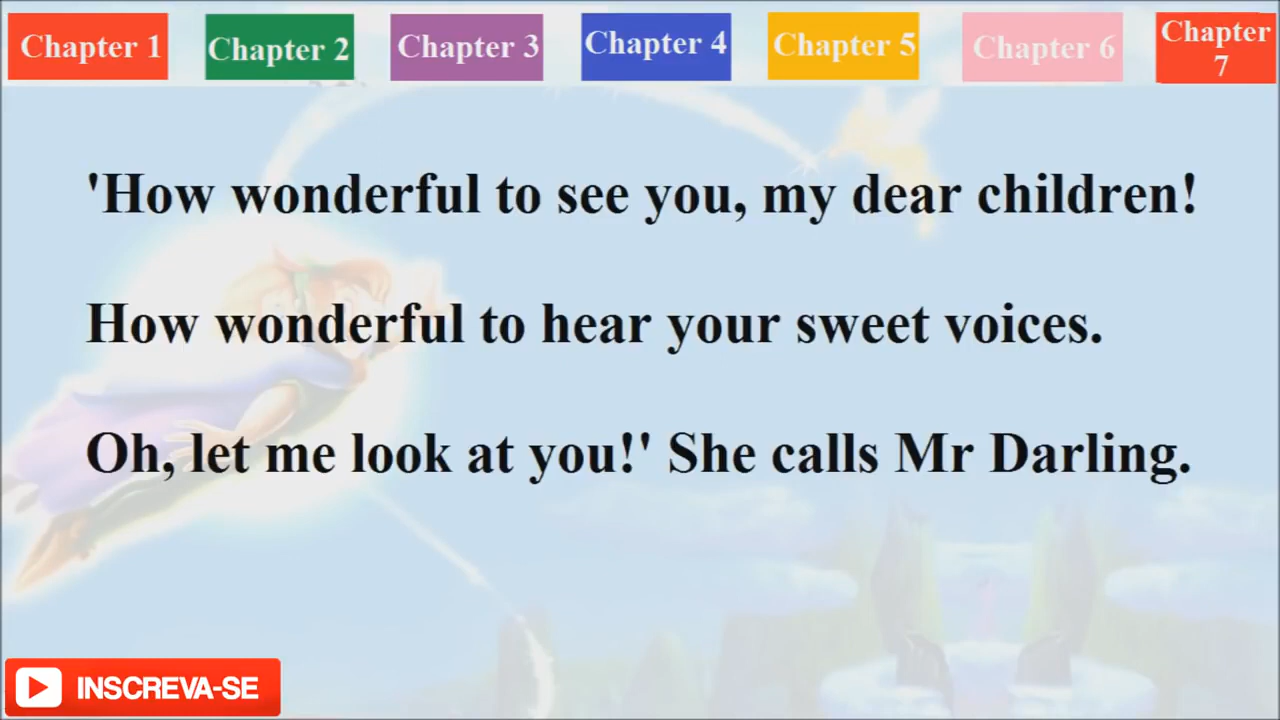 Chapter 1
Chapter 2
Chapter 3
Chapter 4
Chapter 5
Chapter 6
Chapter
7
'How wonderful to see you, my dear children!
How wonderful to hear your sweet voices.
Oh, let me look at you!' She calls Mr Darling.
INSCREVA-SE